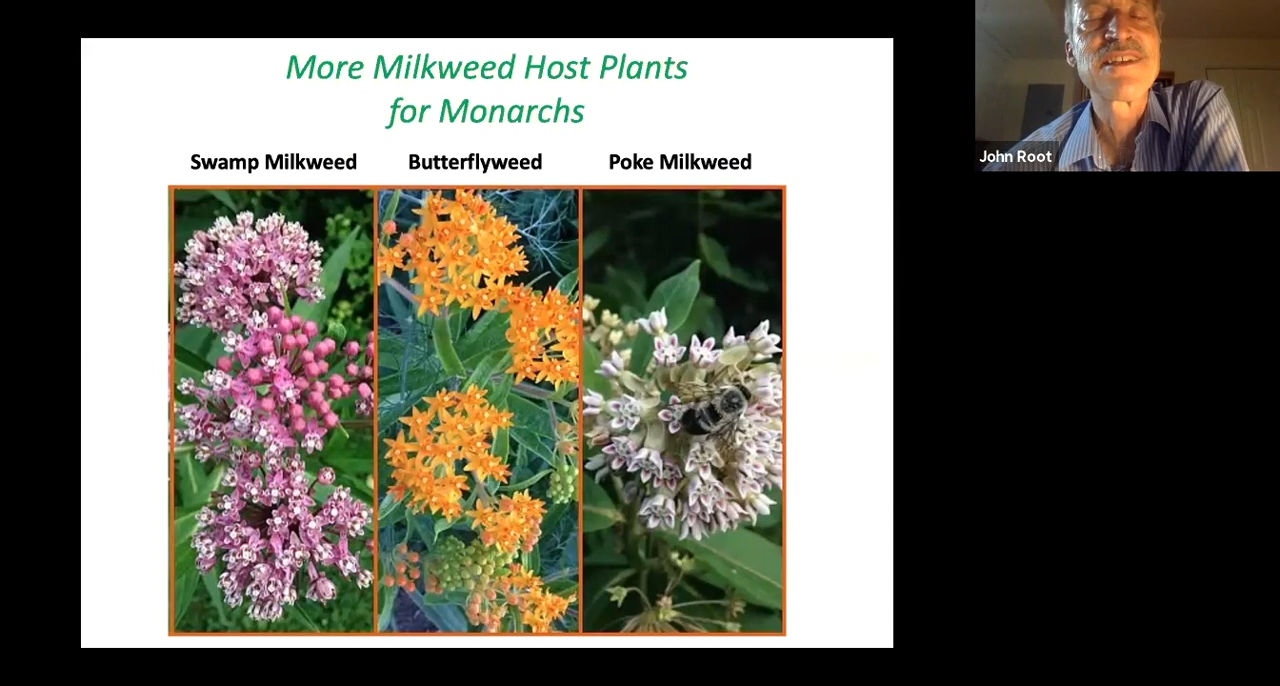 More Milkweed Host Plants
for Monarchs
Swamp Milkweed
Butterflyweed
Poke Milkweed
John Root